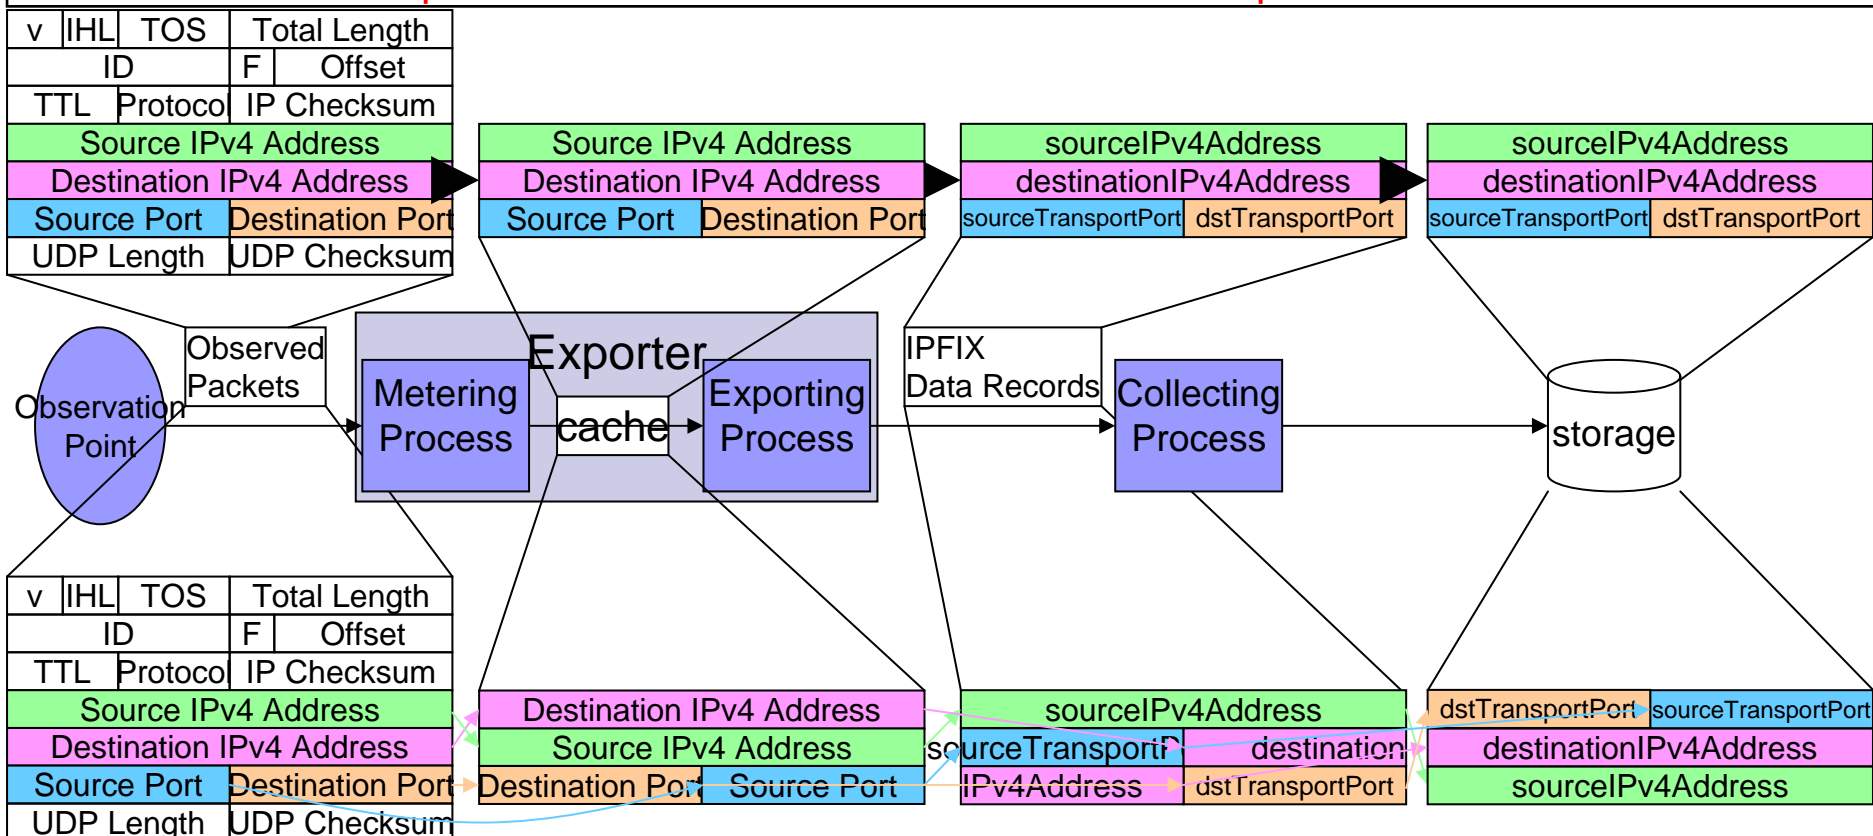 v IHL TOS Total Length
ID F Offset
TTL Protocol IP Checksum
Source IPv4 Address Source IPv4 Address sourceIPv4Address sourceIPv4Address
Destination IPv4 Address Destination IPv4 Address destinationIPv4Address destinationIPv4Address
Source Port Destination Port Source Port Destination Port sourceTransportPort dstTransportPort sourceTransportPort dstTransportPort
UDP Length UDP Checksum
Observed
Packets
Exporter
IPFIX
Data Records
Observation
Point
Metering
Process
cache
Exporting
Process
Collecting
Process
storage
v IHL TOS Total Length
ID F Offset
TTL Protocol IP Checksum
Source IPv4 Address Destination IPv4 Address sourceIPv4Address dstTransportPort sourceTransportPort
Destination IPv4 Address Source IPv4 Address sourceTransportP destination destinationIPv4Address
Source Port Destination Port Destination Port Source Port IPv4Address dstTransportPort sourceIPv4Address
UDP Length UDP Checksum